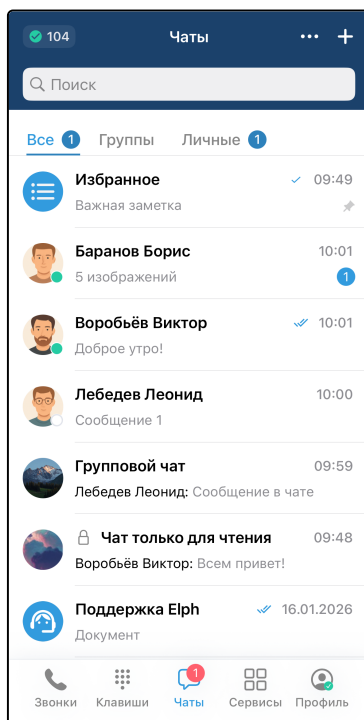 104
Чаты
Поиск
Все 1 Группы Личные 1
Избранное 09:49
Важная заметка
Баранов Борис 10:01
5 изображений 1
Воробьёв Виктор 10:01
Доброе утро!
Лебедев Леонид 10:00
Сообщение 1
Групповой чат 09:59
Лебедев Леонид: Сообщение в чате
Чат только для чтения 09:48
Воробьёв Виктор: Всем привет!
Поддержка Elph 16.01.2026
Документ
1
Звонки Клавиши Чаты Сервисы Профиль